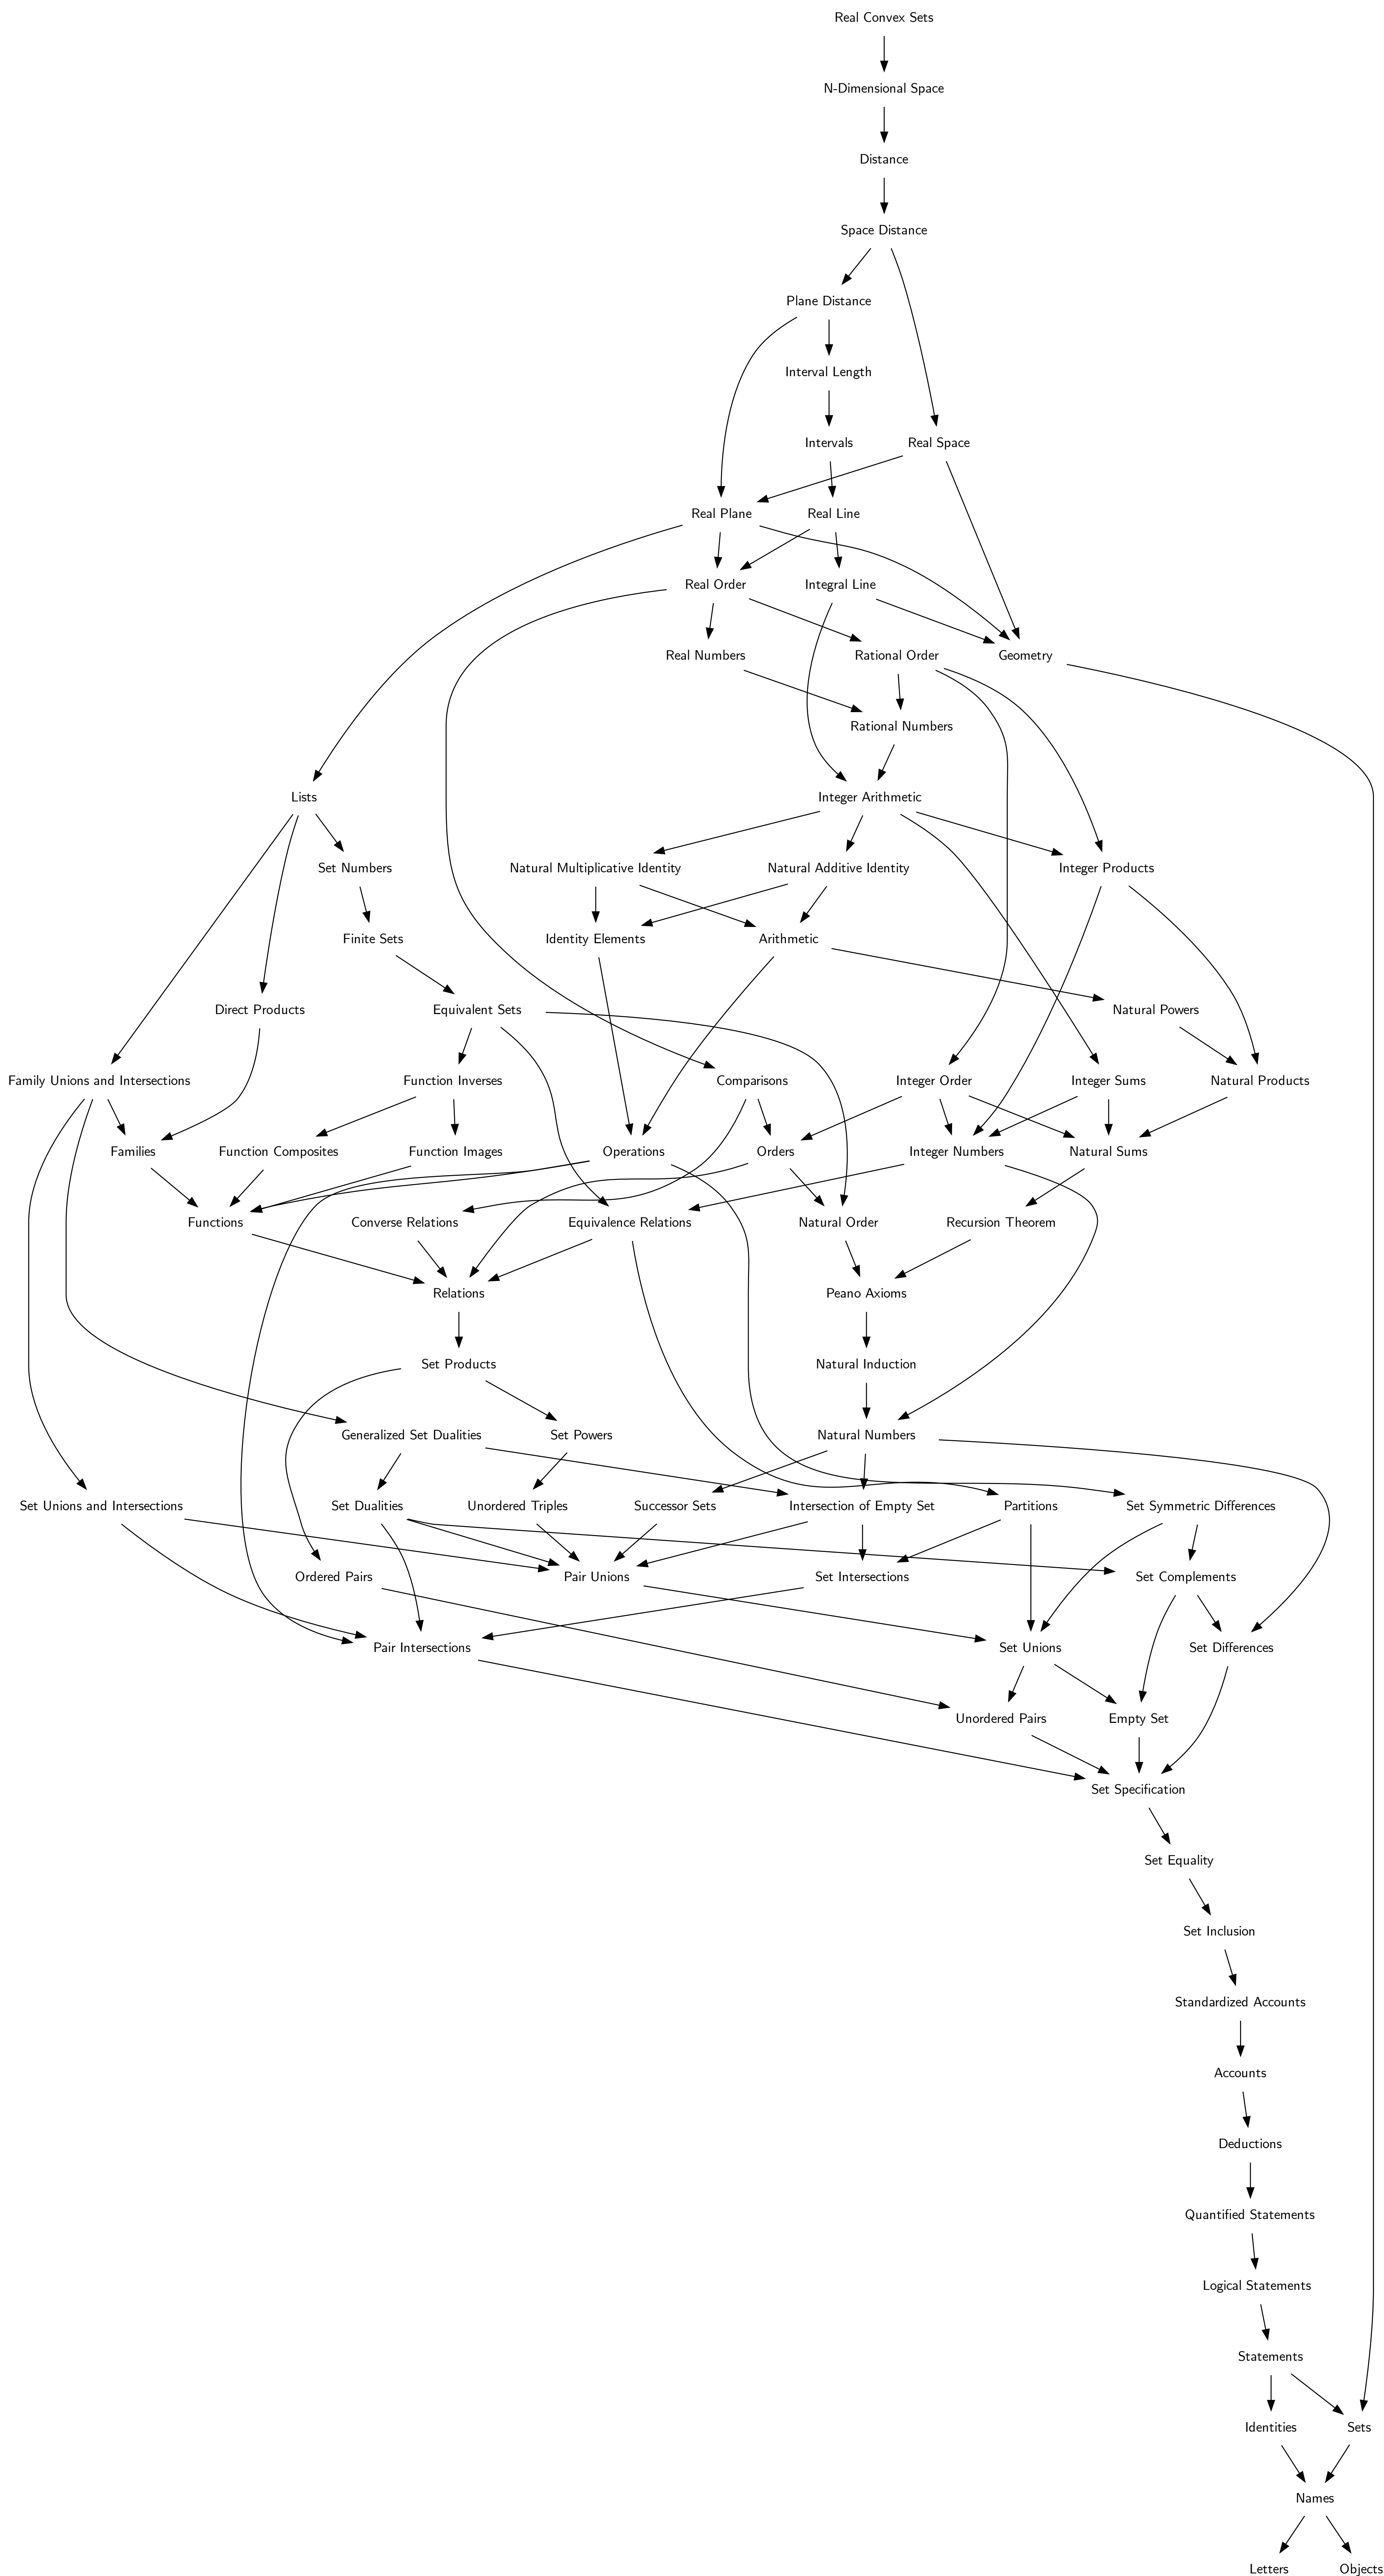 Real Convex Sets
N-Dimensional Space
Distance
Space Distance
Plane Distance
Interval Length
Intervals
Real Space
Real Plane
Real Line
Real Order
Integral Line
Real Numbers
Rational Order
Geometry
Rational Numbers
Lists
Integer Arithmetic
Set Numbers
Natural Multiplicative Identity
Natural Additive Identity
Integer Products
Finite Sets
Identity Elements
Arithmetic
Direct Products
Equivalent Sets
Natural Powers
Family Unions and Intersections
Function Inverses
Comparisons
Integer Order
Integer Sums
Natural Products
Families
Function Composites
Function Images
Operations
Orders
Integer Numbers
Natural Sums
Functions
Converse Relations
Equivalence Relations
Natural Order
Recursion Theorem
Relations
Peano Axioms
Set Products
Natural Induction
Generalized Set Dualities
Set Powers
Natural Numbers
Set Unions and Intersections
Set Dualities
Unordered Triples
Successor Sets
Intersection of Empty Set
Partitions
Set Symmetric Differences
Ordered Pairs
Pair Unions
Set Intersections
Set Complements
Pair Intersections
Set Unions
Set Differences
Unordered Pairs
Empty Set
Set Specification
Set Equality
Set Inclusion
Standardized Accounts
Accounts
Deductions
Quantified Statements
Logical Statements
Statements
Identities
Sets
Names
Letters
Objects